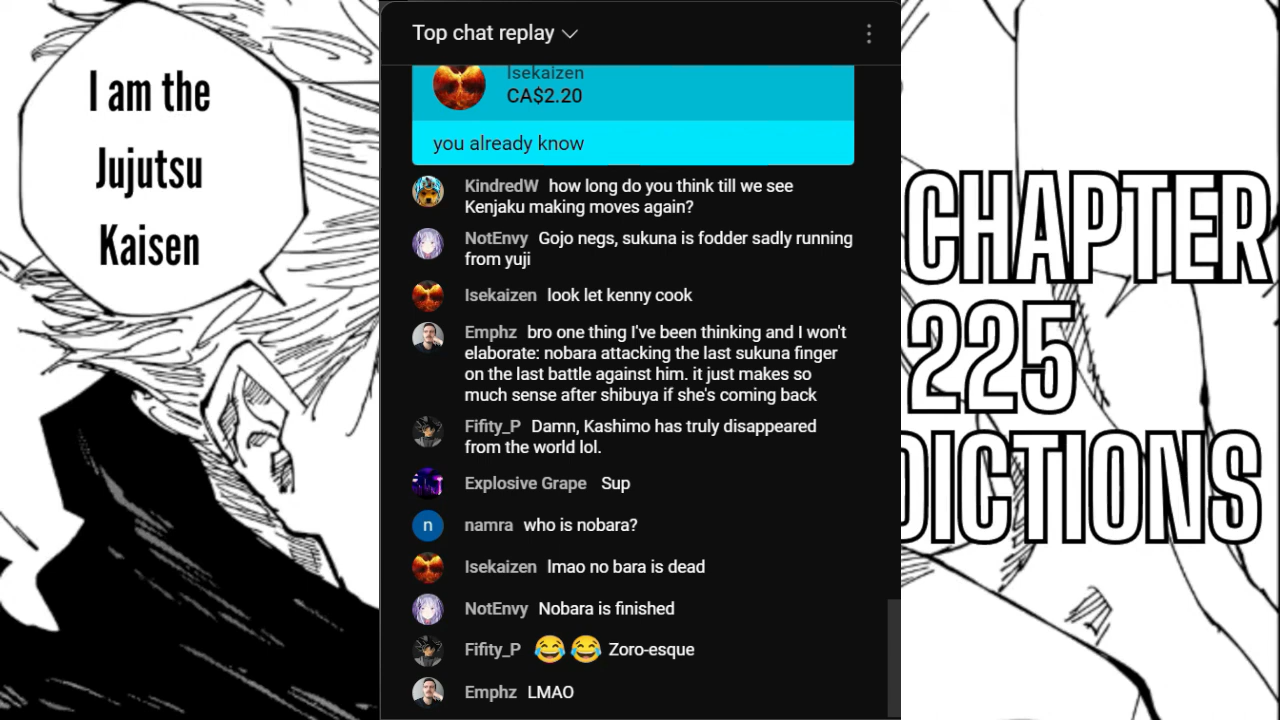 I am the
Jujutsu
Kaisen
Top chat replay
Isekaizen
CA$2.20
you already know
KindredW how long do you think till we see
Kenjaku making moves again?
NotEnvy Gojo negs, sukuna is fodder sadly running
from yuji
Isekaizen look let kenny cook
Emphz bro one thing I've been thinking and I won't
elaborate: nobara attacking the last sukuna finger
on the last battle against him. it just makes so
much sense after shibuya if she's coming back
Fifity_P Damn, Kashimo has truly disappeared
from the world lol.
Explosive Grape Sup
n
namra who is nobara?
Isekaizen lmao no bara is dead
NotEnvy Nobara is finished
Fifity_P 😂😂 Zoro-esque
Emphz LMAO
CHAPTER
225
DICTIONS